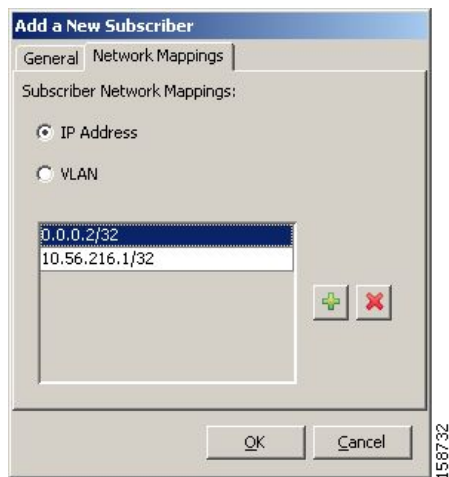 Add a New Subscriber
General Network Mappings
Subscriber Network Mappings:
IP Address
VLAN
0.0.0.2/32
10.56.216.1/32
OK Cancel
158732